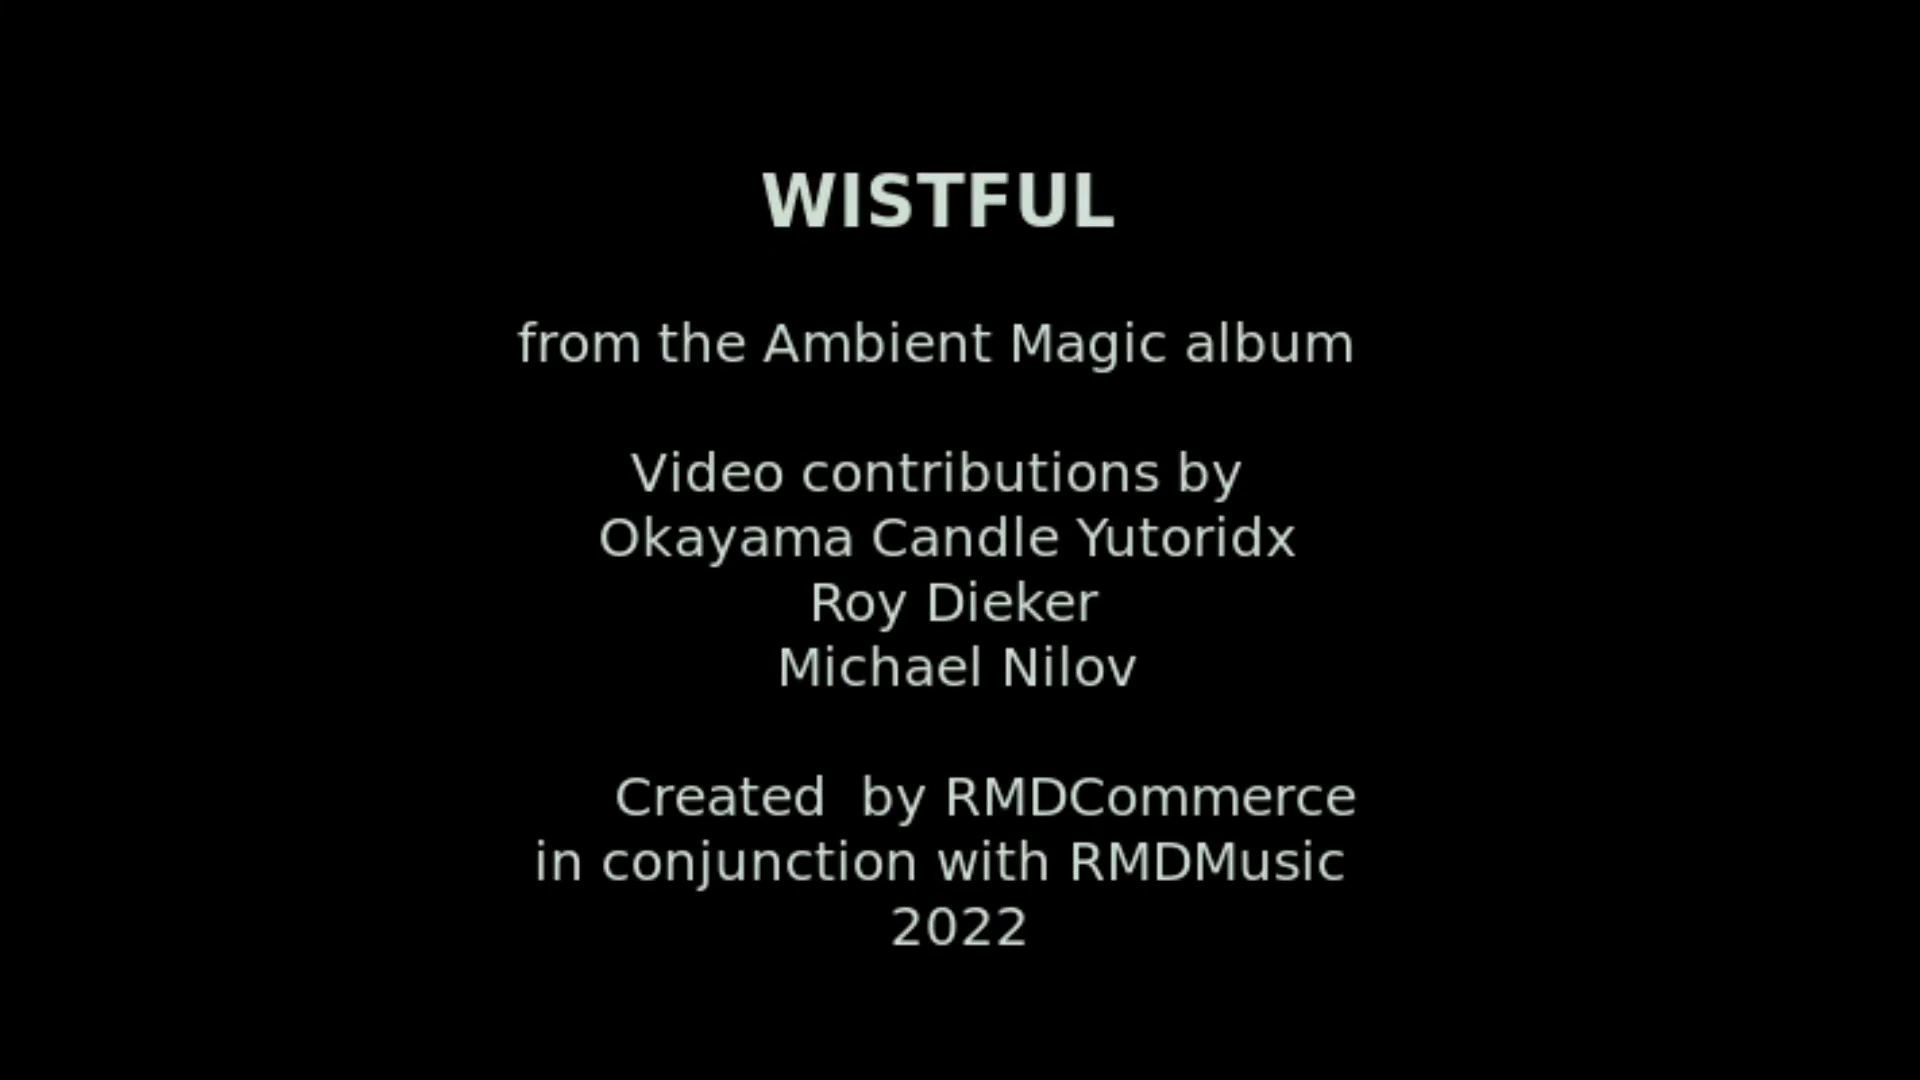 WISTFUL
from the Ambient Magic album
Video contributions by
Okayama Candle Yutoridx
Roy Dieker
Michael Nilov
Created  by RMDCommerce
in conjunction with RMDMusic
2022